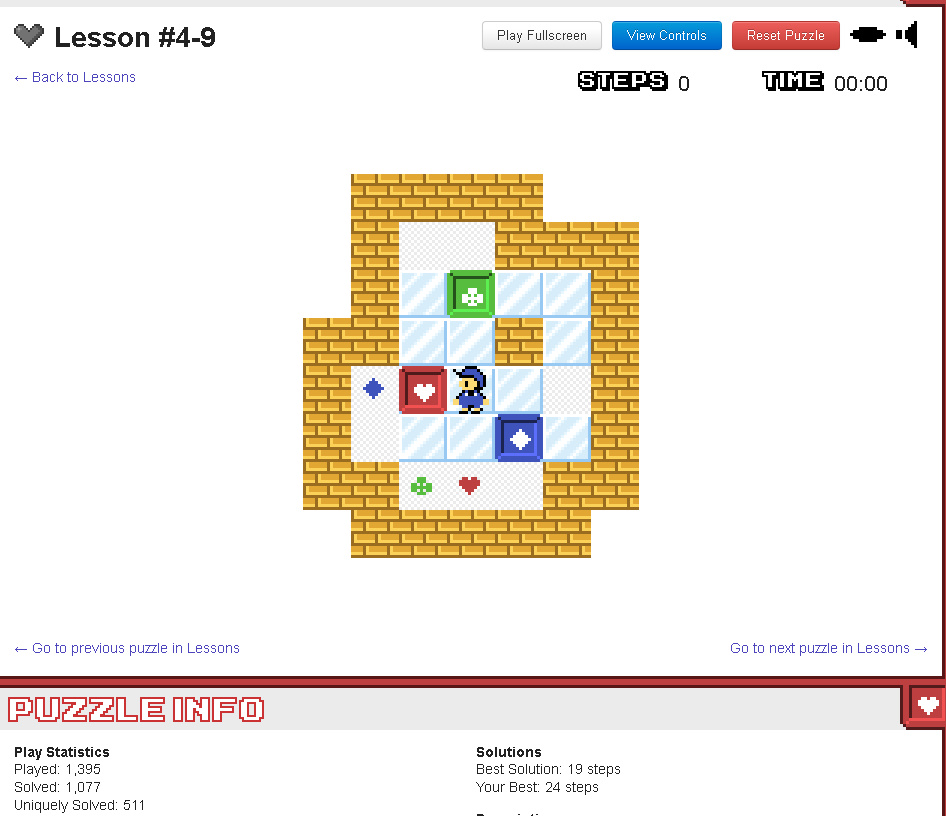 Lesson #4-9
Play Fullscreen
View Controls
Reset Puzzle
← Back to Lessons
STEPS 0
TIME 00:00
← Go to previous puzzle in Lessons
Go to next puzzle in Lessons →
PUZZLE INFO
Play Statistics
Played: 1,395
Solved: 1,077
Uniquely Solved: 511
Solutions
Best Solution: 19 steps
Your Best: 24 steps